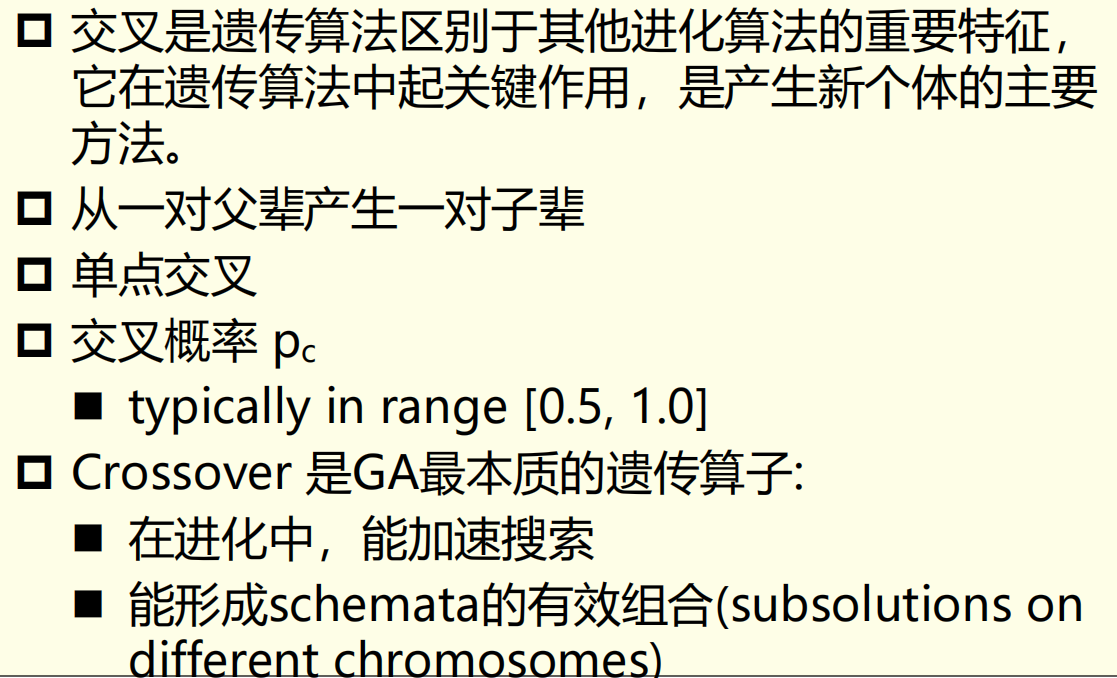 交叉是遗传算法区别于其他进化算法的重要特征，
它在遗传算法中起关键作用，是产生新个体的主要
方法。
从一对父辈产生一对子辈
单点交叉
交叉概率 pc
typically in range [0.5, 1.0]
Crossover 是GA最本质的遗传算子:
在进化中，能加速搜索
能形成schemata的有效组合(subsolutions on
different chromosomes)